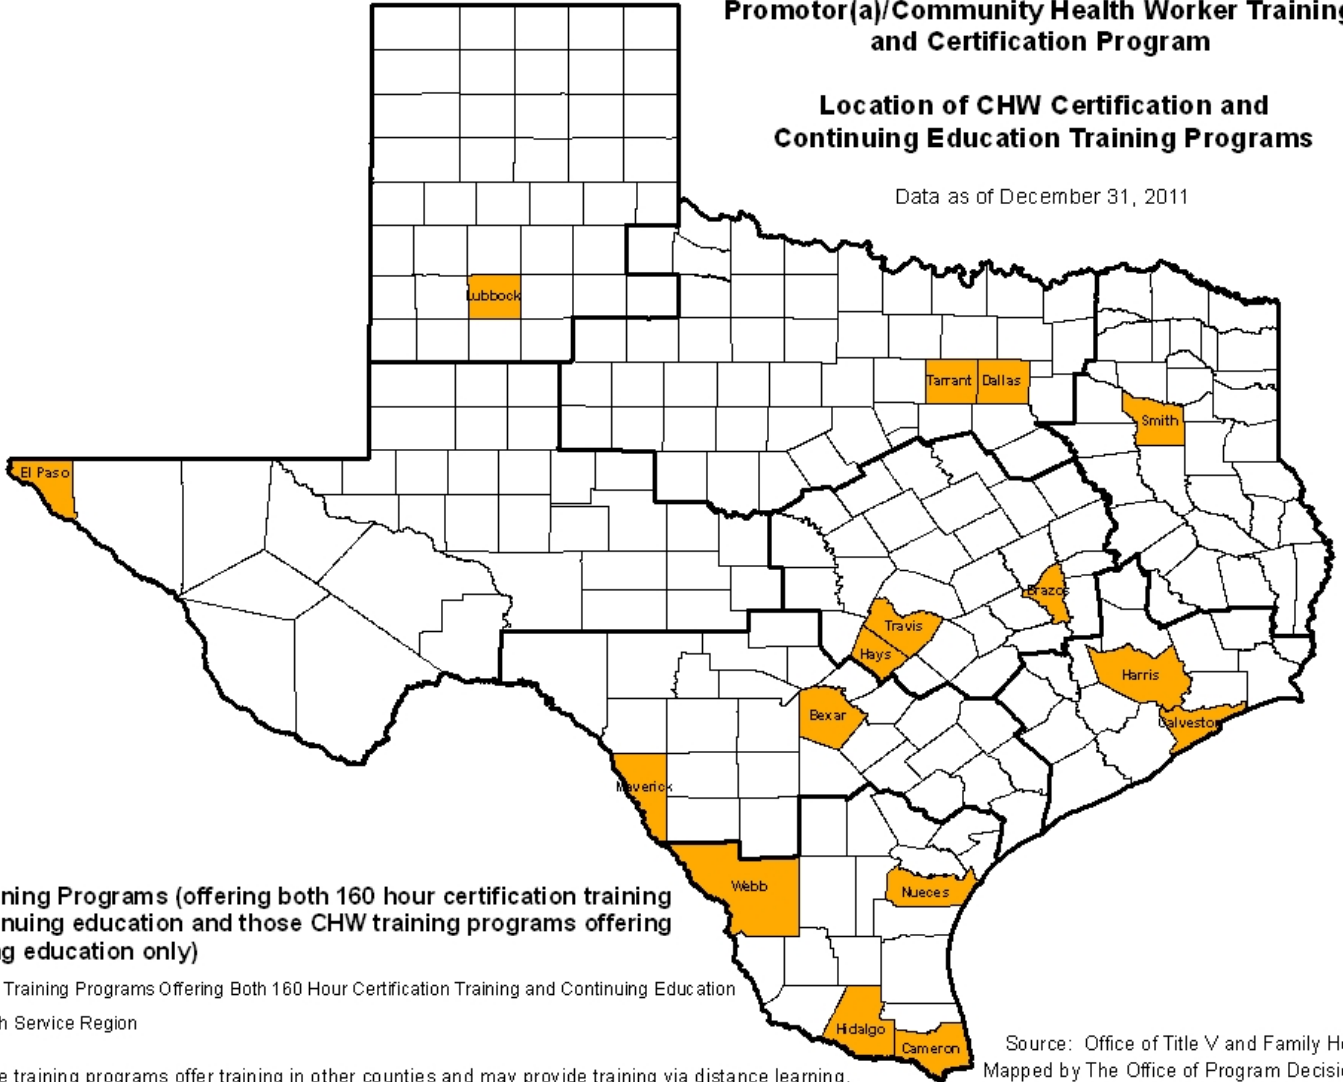 Promotor(a)/Community Health Worker Training
and Certification Program
Location of CHW Certification and
Continuing Education Training Programs
Data as of December 31, 2011
Lubbock
Tarrant
Dallas
Smith
El Paso
Brazos
Travis
Hays
Harris
Bexar
Galveston
Maverick
Webb
Nueces
Hidalgo
Cameron
ning Programs (offering both 160 hour certification training
nuing education and those CHW training programs offering
g education only)
Training Programs Offering Both 160 Hour Certification Training and Continuing Education
h Service Region
e training programs offer training in other counties and may provide training via distance learning.
Source: Office of Title V and Family He
Mapped by The Office of Program Decisi